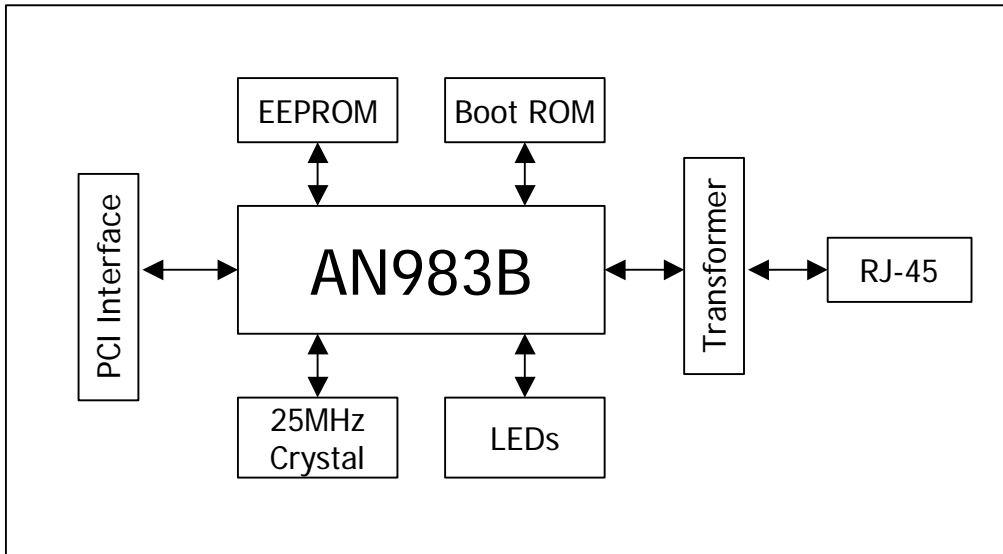 EEPROM
Boot ROM
PCI Interface
AN983B
Transformer
RJ-45
25MHz
Crystal
LEDs